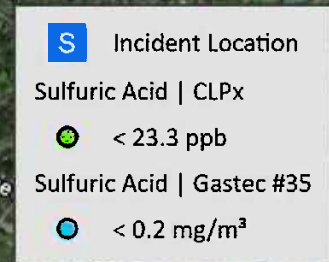 S Incident Location
Sulfuric Acid | CLPx
< 23.3 ppb
Sulfuric Acid | Gastec #35
< 0.2 mg/m³